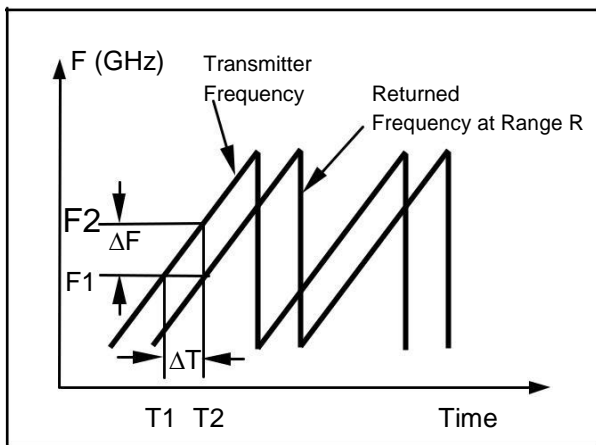 F (GHz)
Transmitter
Frequency
Returned
Frequency at Range R
F2
ΔF
F1
ΔT
T1 T2 Time